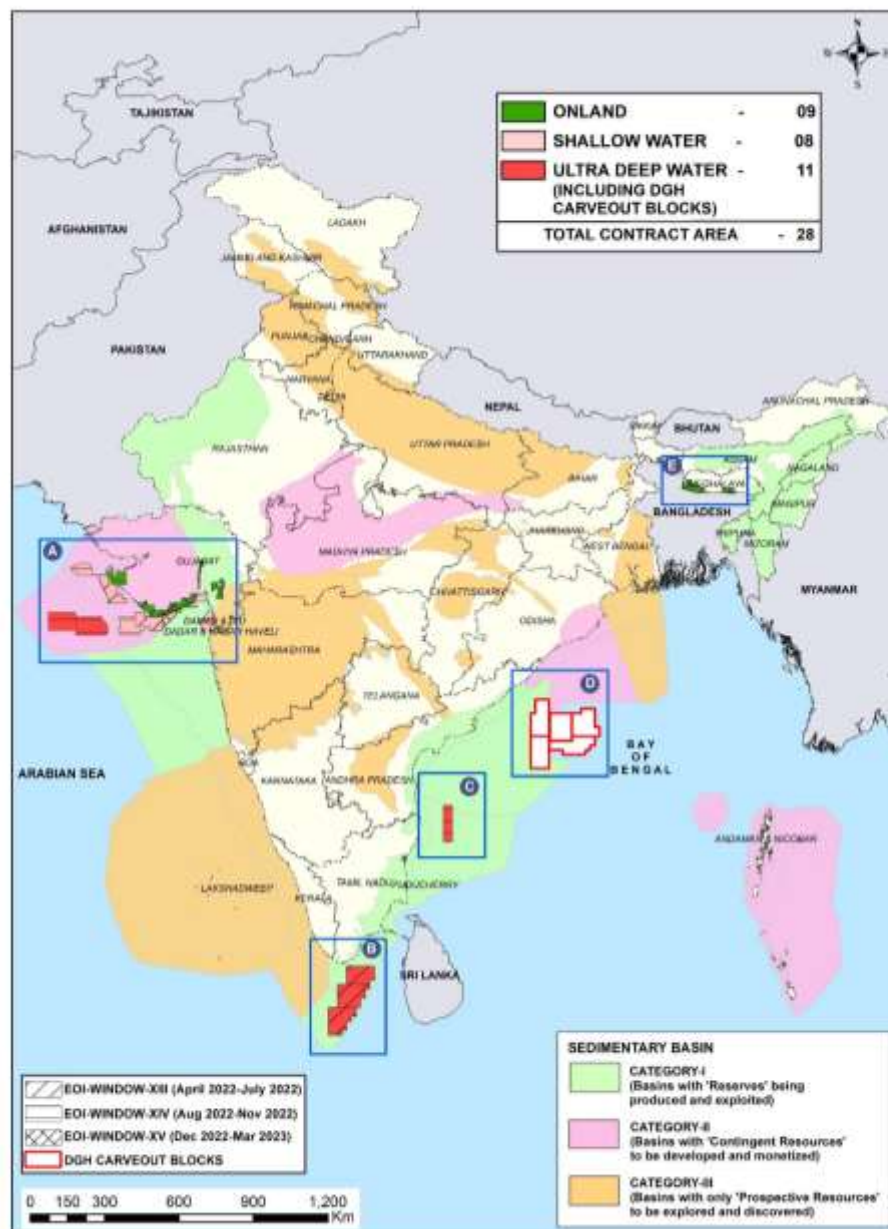 N
S
TAJIKISTAN
ONLAND - 09
SHALLOW WATER - 08
ULTRA DEEP WATER - 11
(INCLUDING DGH
CARVEOUT BLOCKS)
TOTAL CONTRACT AREA - 28
AFGHANISTAN
LADAKH
JAMMU AND KASHMIR
HIMACHAL PRADESH
PAKISTAN
PUNJAB
CHANDIGARH
UTTARAKHAND
HARYANA
DELHI
NEPAL
ARUNACHAL PRADESH
BHUTAN
RAJASTHAN
UTTAR PRADESH
ASSAM
NAGALAND
E
BIHAR
MEGHALAYA
MANIPUR
BANGLADESH
TRIPURA
MIZORAM
JHARKHAND
WEST BENGAL
A
GUJARAT
MADHYA PRADESH
MYANMAR
CHHATTISGARH
ODISHA
DAMAN & DIU
DADAR & NAGAR HAVELI
MAHARASHTRA
D
TELANGANA
BAY
OF
BENGAL
ARABIAN SEA
GOA
KARNATAKA
ANDHRA PRADESH
C
ANDAMAN & NICOBAR
LAKSHADWEEP
TAMIL NADU
PUDUCHERRY
KERALA
B
SRI LANKA
SEDIMENTARY BASIN
CATEGORY-I
(Basins with 'Reserves' being
produced and exploited)
CATEGORY-II
(Basins with 'Contingent Resources'
to be developed and monetized)
CATEGORY-III
(Basins with only 'Prospective Resources'
to be explored and discovered)
EOI-WINDOW-XIII (April 2022-July 2022)
EOI-WINDOW-XIV (Aug 2022-Nov 2022)
EOI-WINDOW-XV (Dec 2022-Mar 2023)
DGH CARVEOUT BLOCKS
0 150 300 600 900 1,200
Km